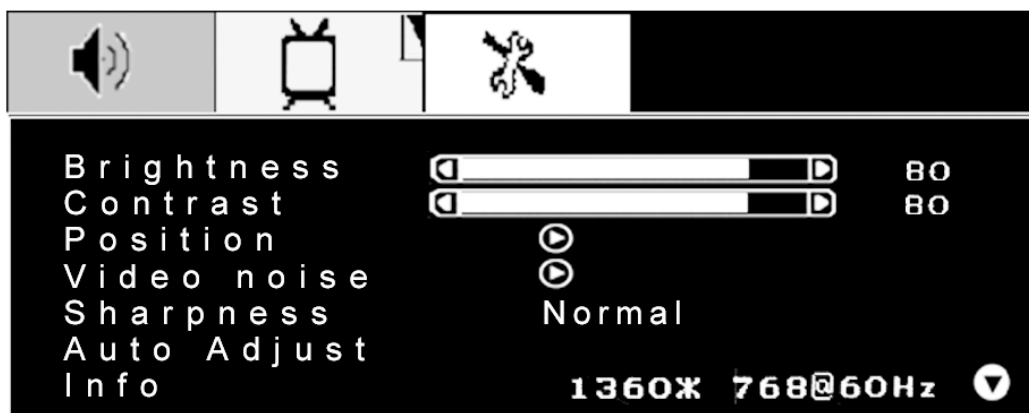 Brightness 80
Contrast 80
Position
Video noise
Sharpness Normal
Auto Adjust
Info 1360Ж 768@60Hz